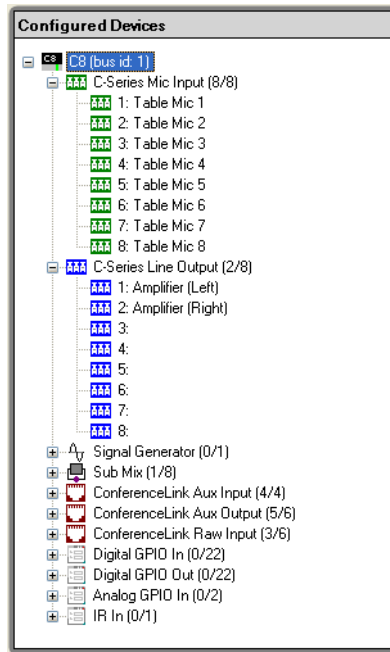 Configured Devices
C8 C8 (bus id: 1)
C-Series Mic Input (8/8)
1: Table Mic 1
2: Table Mic 2
3: Table Mic 3
4: Table Mic 4
5: Table Mic 5
6: Table Mic 6
7: Table Mic 7
8: Table Mic 8
C-Series Line Output (2/8)
1: Amplifier (Left)
2: Amplifier (Right)
3:
4:
5:
6:
7:
8:
Signal Generator (0/1)
Sub Mix (1/8)
ConferenceLink Aux Input (4/4)
ConferenceLink Aux Output (5/6)
ConferenceLink Raw Input (3/6)
Digital GPIO In (0/22)
Digital GPIO Out (0/22)
Analog GPIO In (0/2)
IR In (0/1)